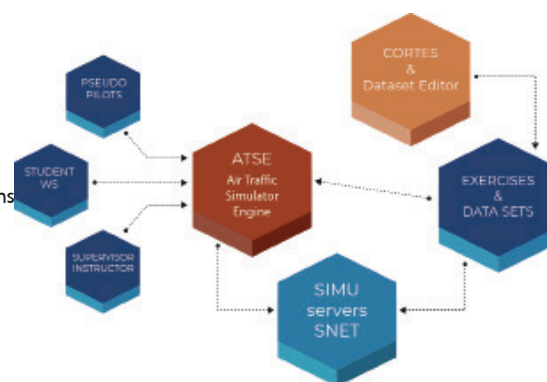 PSEUDO
PILOTS
STUDENT
WS
SUPERVISOR
INSTRUCTOR
ns
ATSE
Air Traffic
Simulator
Engine
CORTES
&
Dataset Editor
EXERCISES
&
DATA SETS
SIMU
servers
SNET